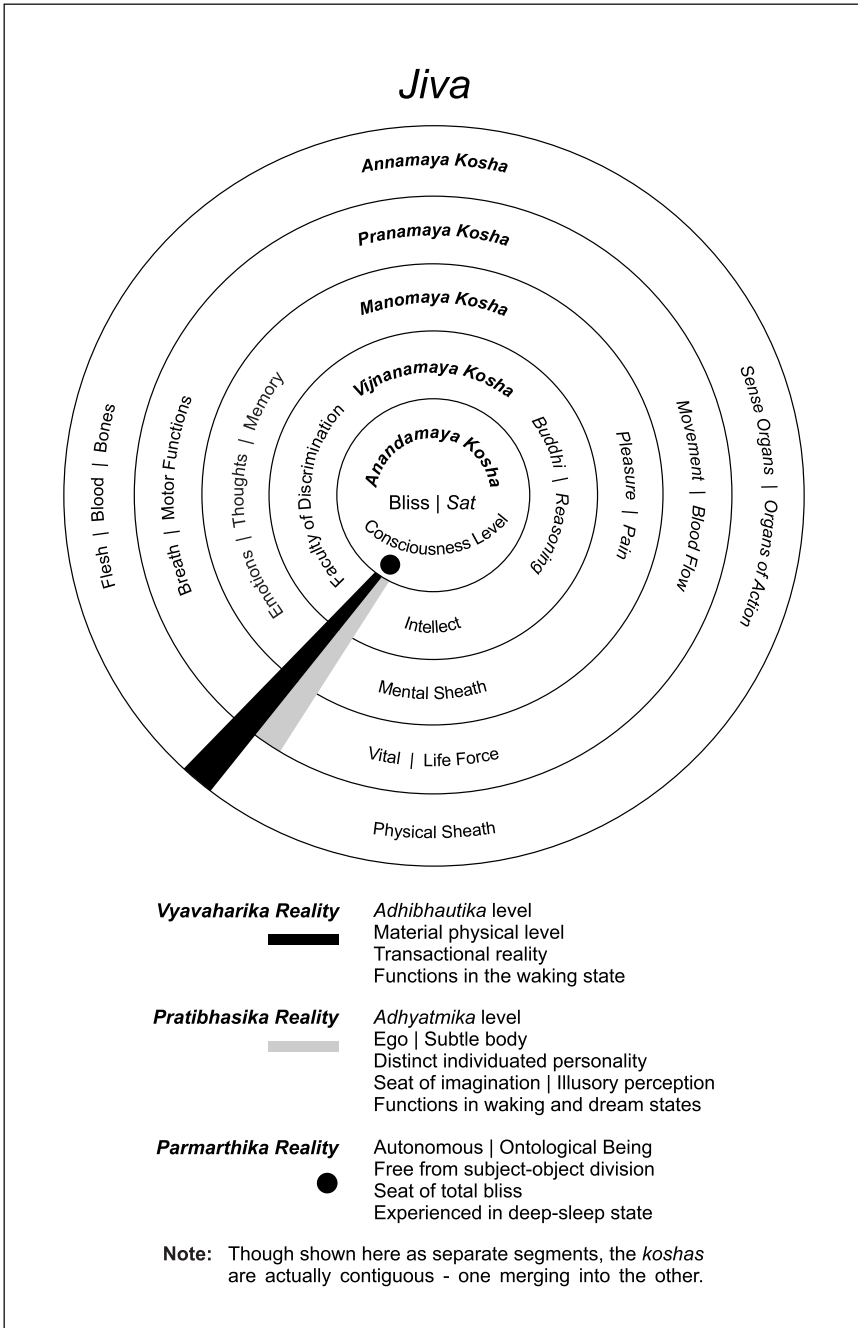 Jiva
Annamaya Kosha
Pranamaya Kosha
Manomaya Kosha
Vijnanamaya Kosha
Anandamaya Kosha
Bliss | Sat
Consciousness Level
Flesh | Blood | Bones
Breath | Motor Functions
Emotions | Thoughts | Memory
Faculty of Discrimination
Buddhi | Reasoning
Pleasure | Pain
Movement | Blood Flow
Sense Organs | Organs of Action
Intellect
Mental Sheath
Vital | Life Force
Physical Sheath
Vyavaharika Reality Adhibhautika level
Material physical level
Transactional reality
Functions in the waking state
Pratibhasika Reality Adhyatmika level
Ego | Subtle body
Distinct individuated personality
Seat of imagination | Illusory perception
Functions in waking and dream states
Parmarthika Reality Autonomous | Ontological Being
Free from subject-object division
Seat of total bliss
Experienced in deep-sleep state
Note: Though shown here as separate segments, the koshas
are actually contiguous - one merging into the other.